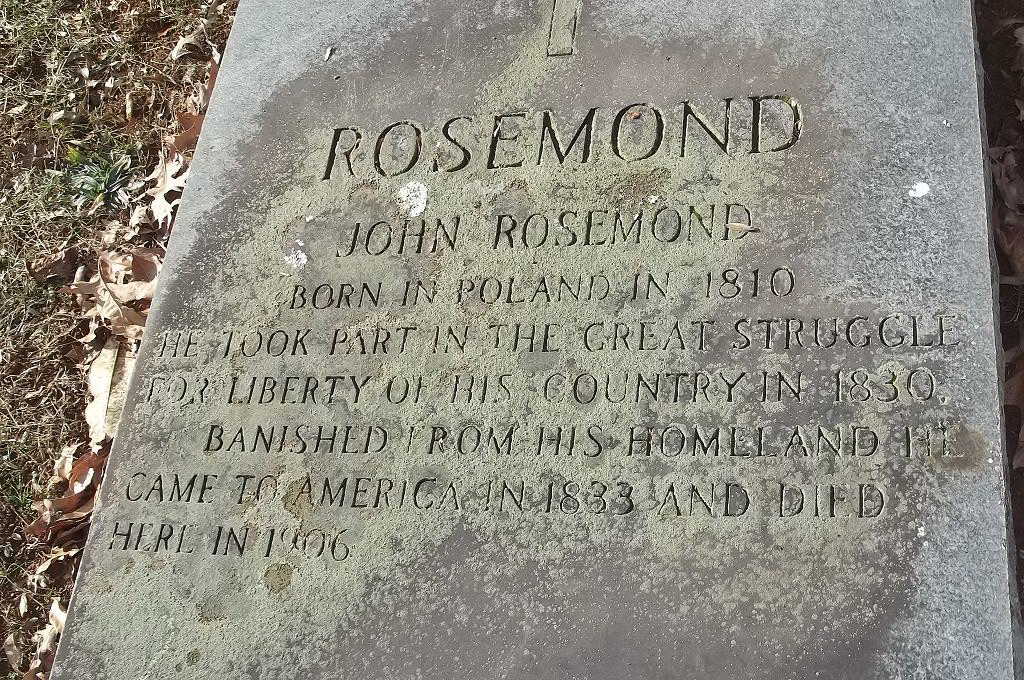 ROSEMOND
JOHN ROSEMOND
BORN IN POLAND IN 1810
HE TOOK PART IN THE GREAT STRUGGLE
FOR LIBERTY OF HIS COUNTRY IN 1830.
BANISHED FROM HIS HOMELAND HE
CAME TO AMERICA IN 1833 AND DIED
HERE IN 1906